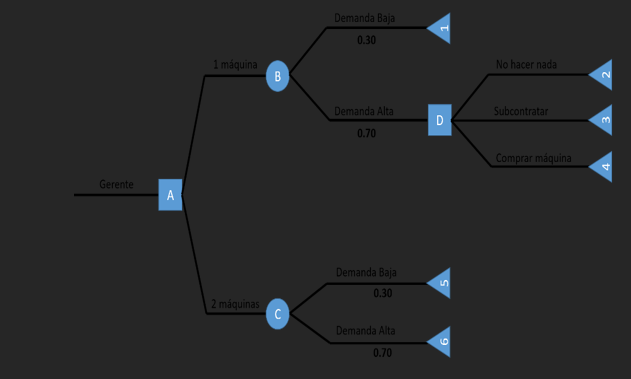 Demanda Baja
0.30
1
1 máquina
B
No hacer nada
2
Demanda Alta
0.70
D
Subcontratar
3
Comprar máquina
4
Gerente
A
2 máquinas
C
Demanda Baja
0.30
5
Demanda Alta
0.70
6